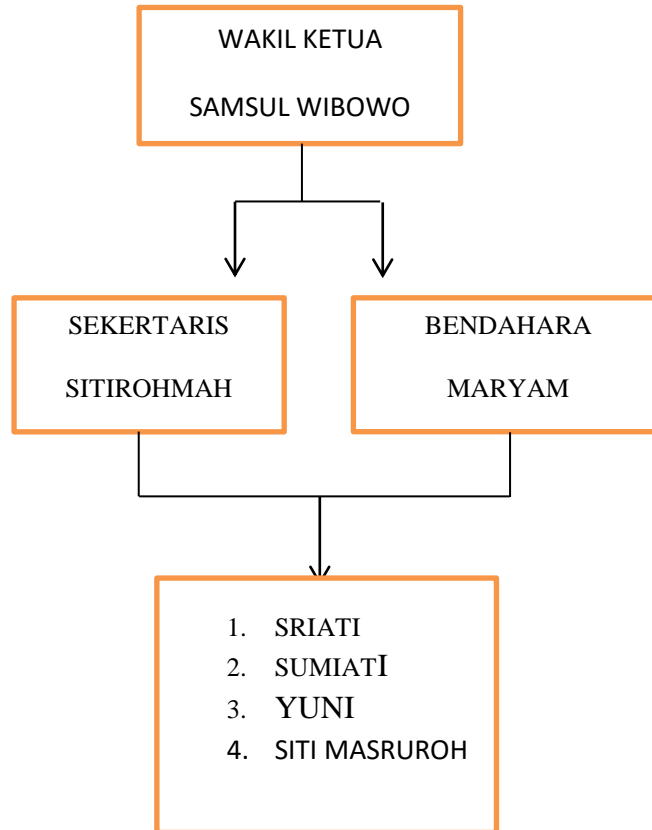 WAKIL KETUA
SAMSUL WIBOWO
SEKERTARIS
SITIROHMAH
BENDAHARA
MARYAM
1. SRIATI
2. SUMIATI
3. YUNI
4. SITI MASRUROH